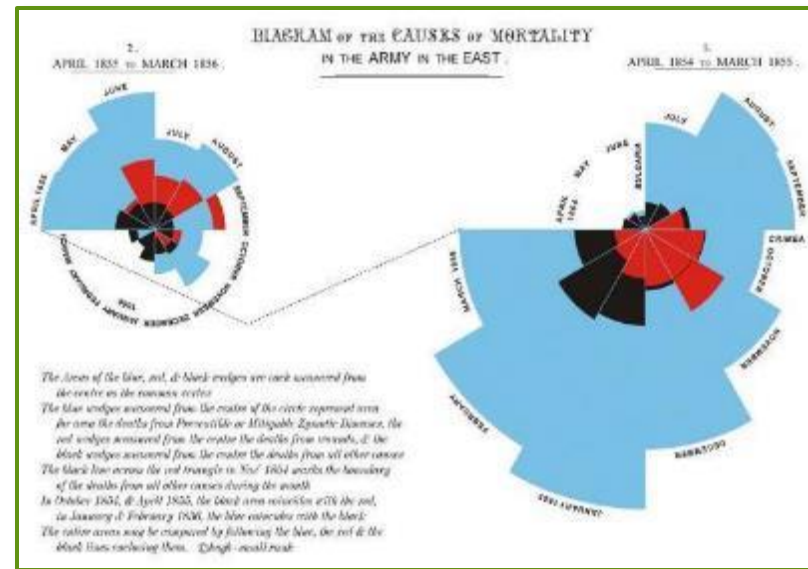 DIAGRAM OF THE CAUSES OF MORTALITY
IN THE ARMY IN THE EAST.
2.
APRIL 1855 TO MARCH 1856.
1.
APRIL 1854 TO MARCH 1855.
APRIL 1855
MAY
JUNE
JULY
AUGUST
SEPTEMBER
OCTOBER
NOVEMBER
DECEMBER
JANUARY
1856
FEBRUARY
MARCH
APRIL
1854
MAY
JUNE
BULGARIA
JULY
AUGUST
SEPTEMBER
CRIMEA
OCTOBER
NOVEMBER
DECEMBER
JANUARY 1855
FEBRUARY
MARCH 1855
The Areas of the blue, red, & black wedges are each measured from
the centre as the common vertex
The blue wedges measured from the centre of the circle represent area
for area the deaths from Preventible or Mitigable Zymotic Diseases, the
red wedges measured from the centre the deaths from wounds, & the
black wedges measured from the centre the deaths from all other causes
The black line across the red triangle in Nov' 1854 marks the boundary
of the deaths from all other causes during the month
In October 1854, & April 1855, the black area coincides with the red,
in January & February 1856, the blue coincides with the black
The entire areas may be compared by following the blue, the red & the
black lines enclosing them.